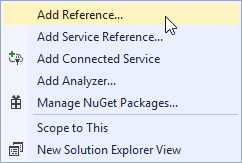 Add Reference...
Add Service Reference...
Add Connected Service
Add Analyzer...
Manage NuGet Packages...
Scope to This
New Solution Explorer View